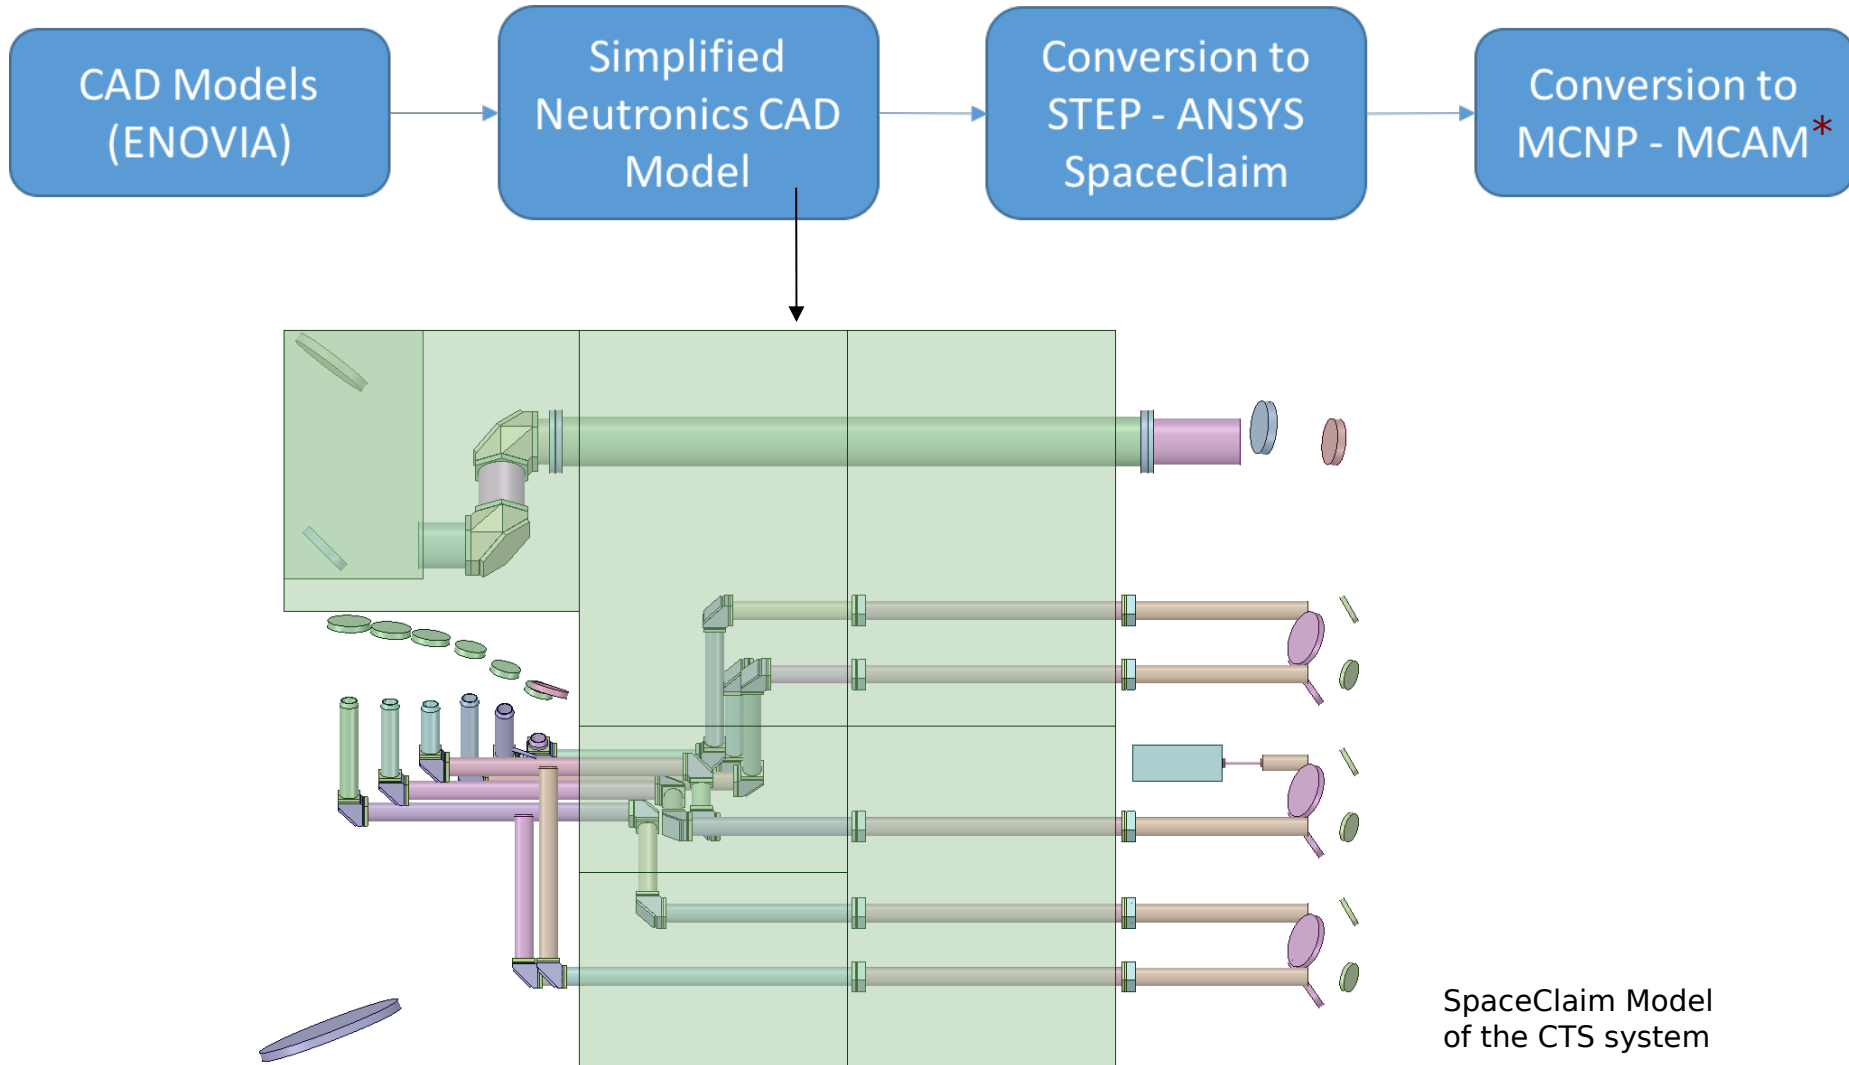 CAD Models
(ENOVIA)
Simplified
Neutronics CAD
Model
Conversion to
STEP - ANSYS
SpaceClaim
Conversion to
MCNP - MCAM*
SpaceClaim Model
of the CTS system